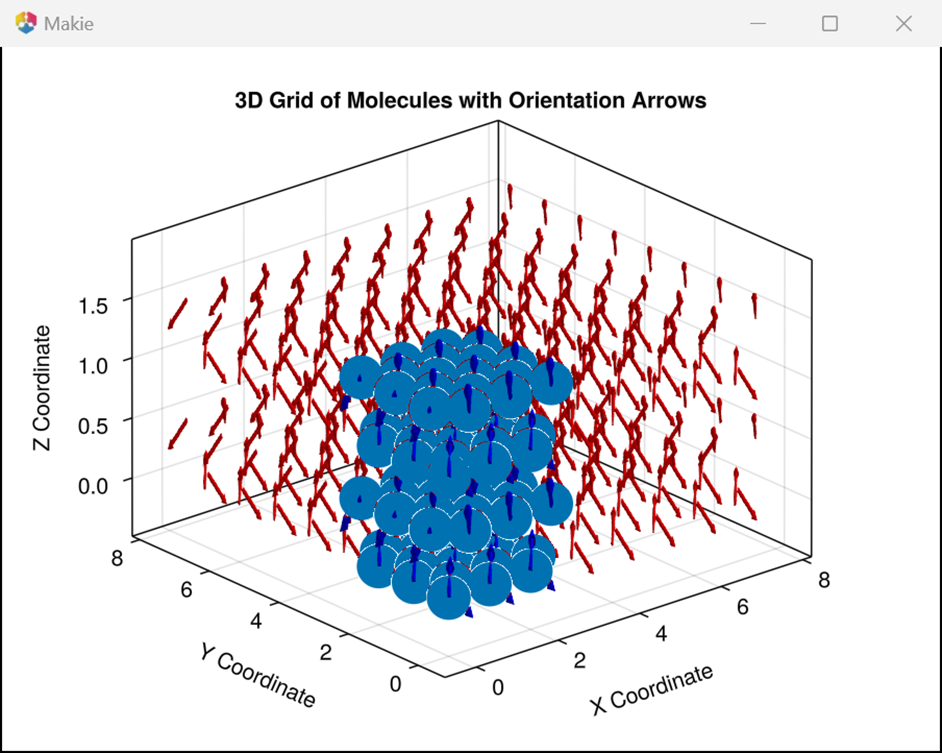 Makie
3D Grid of Molecules with Orientation Arrows
Z Coordinate
1.5
1.0
0.5
0.0
8
6
4
2
0
Y Coordinate
0
2
4
6
8
X Coordinate